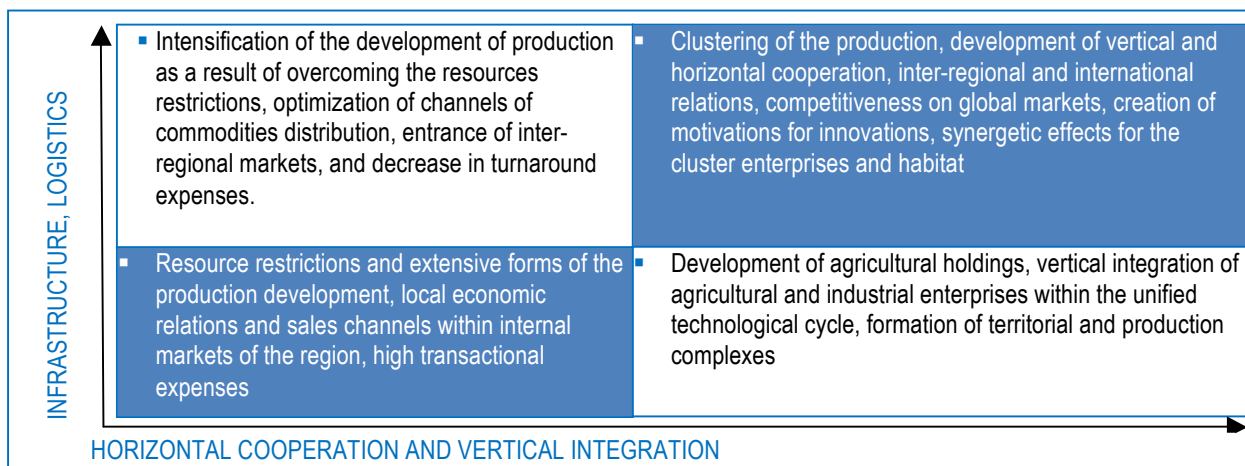 INFRASTRUCTURE, LOGISTICS
▪ Intensification of the development of production
as a result of overcoming the resources
restrictions, optimization of channels of
commodities distribution, entrance of inter-
regional markets, and decrease in turnaround
expenses.
▪ Clustering of the production, development of vertical and
horizontal cooperation, inter-regional and international
relations, competitiveness on global markets, creation of
motivations for innovations, synergetic effects for the
cluster enterprises and habitat
▪ Resource restrictions and extensive forms of the
production development, local economic
relations and sales channels within internal
markets of the region, high transactional
expenses
▪ Development of agricultural holdings, vertical integration of
agricultural and industrial enterprises within the unified
technological cycle, formation of territorial and production
complexes
HORIZONTAL COOPERATION AND VERTICAL INTEGRATION